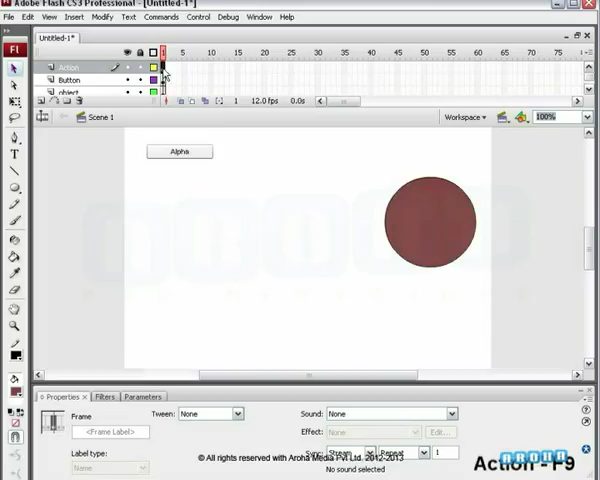 Adobe Flash CS3 Professional - [Untitled-1*]
File Edit View Insert Modify Text Commands Control Debug Window Help
Untitled-1*
1 5 10 15 20 25 30 35 40 45 50 55 60 65 70 75
Action
Button
object
1 12.0 fps 0.0s
Scene 1 Workspace 100%
Alpha
Properties × Filters Parameters
Frame Tween: None Sound: None
<Frame Label> Effect: None Edit...
Label type: Sync: Stream Repeat 1
Name No sound selected
© All rights reserved with Aroha Media Pvt Ltd. 2012-2013
AROHA
Action - F9